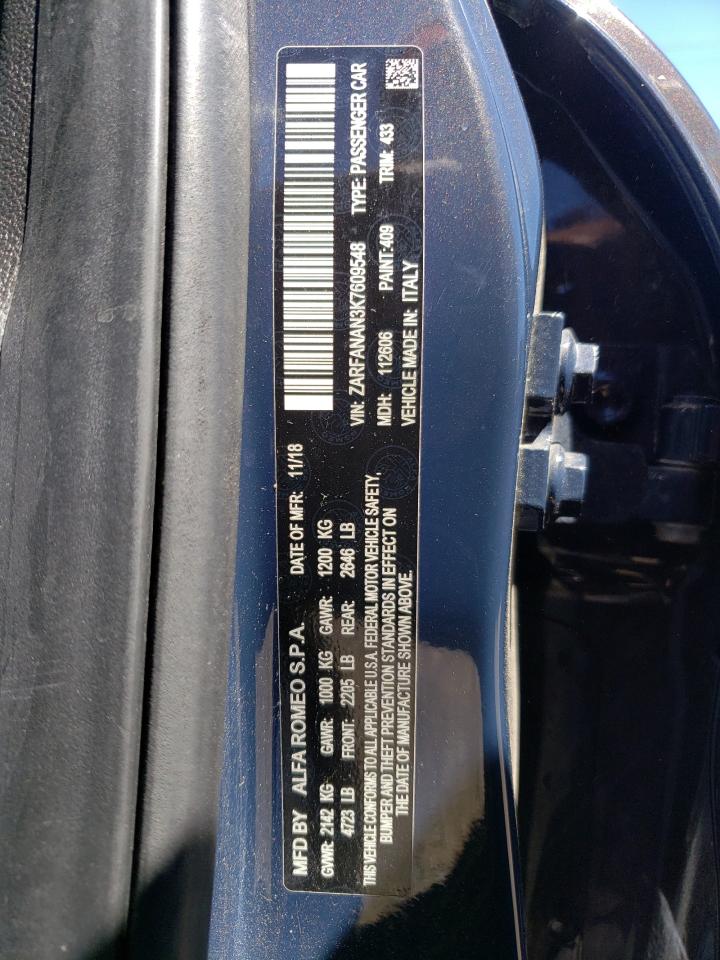 MFD BY ALFA ROMEO S.P.A. DATE OF MFR: 11/18
GVWR: 2142 KG GAWR: 1000 KG GAWR: 1200 KG
4723 LB FRONT: 2205 LB REAR: 2646 LB
THIS VEHICLE CONFORMS TO ALL APPLICABLE U.S.A. FEDERAL MOTOR VEHICLE SAFETY,
BUMPER AND THEFT PREVENTION STANDARDS IN EFFECT ON
THE DATE OF MANUFACTURE SHOWN ABOVE.
VIN: ZARFANAN3K7609548 TYPE: PASSENGER CAR
MDH: 112606 PAINT: 409 TRIM: 433
VEHICLE MADE IN: ITALY